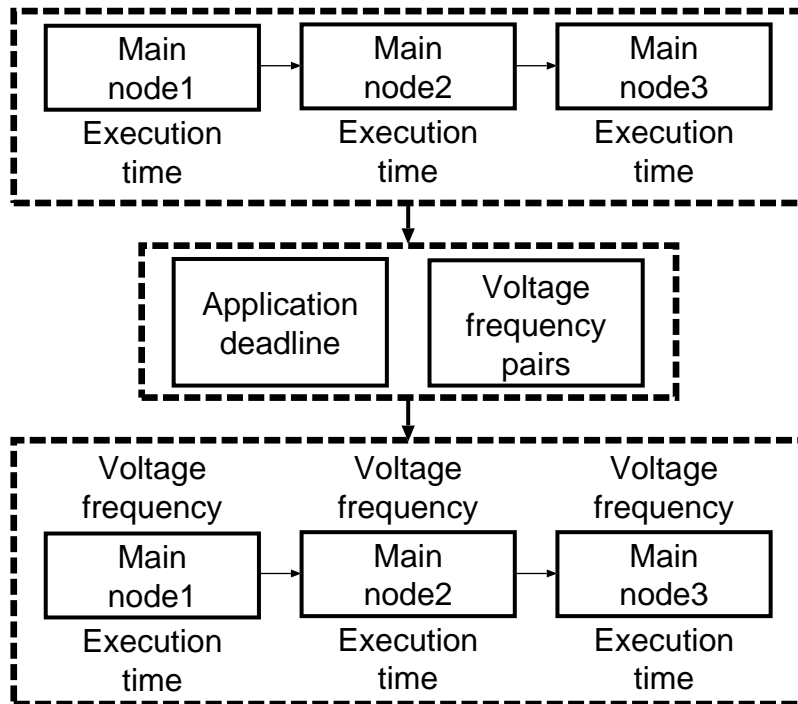 Main
node1
Main
node2
Main
node3
Execution
time
Execution
time
Execution
time
Application
deadline
Voltage
frequency
pairs
Voltage
frequency
Voltage
frequency
Voltage
frequency
Main
node1
Main
node2
Main
node3
Execution
time
Execution
time
Execution
time